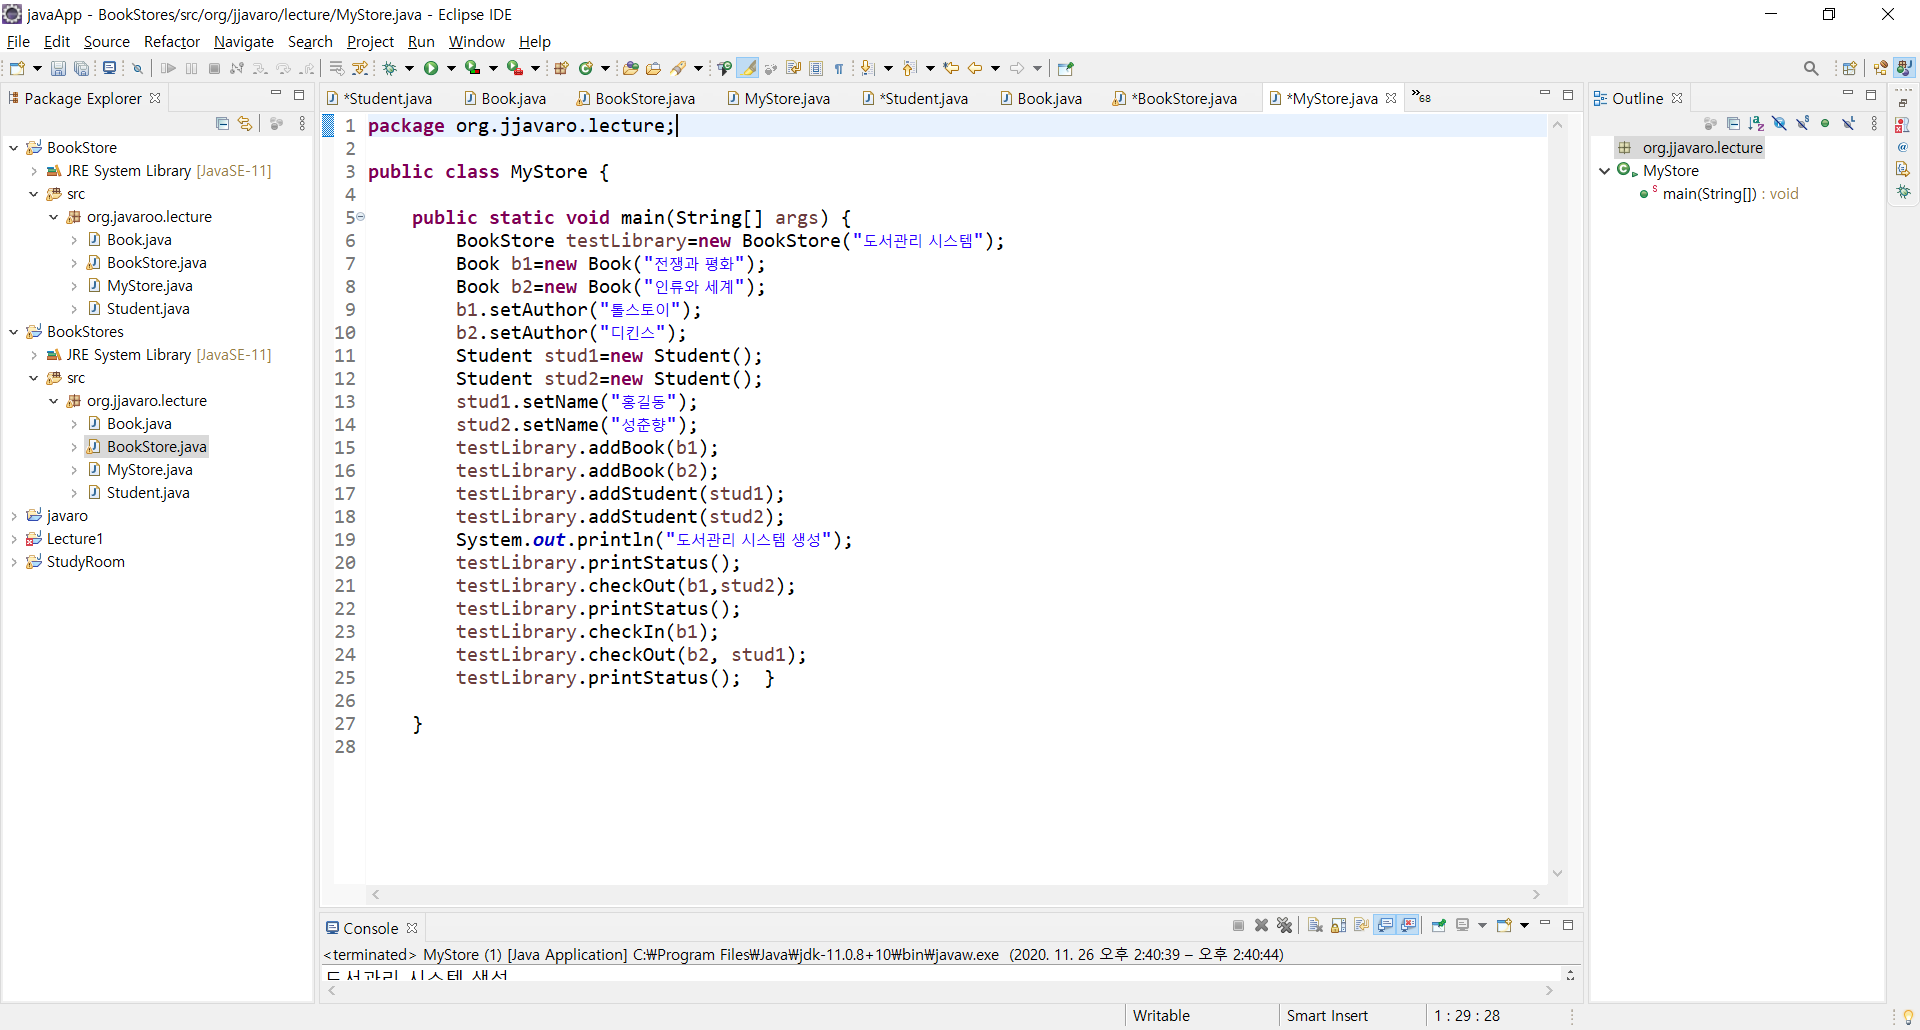 javaApp - BookStores/src/org/jjavaro/lecture/MyStore.java - Eclipse IDE
File Edit Source Refactor Navigate Search Project Run Window Help
Package Explorer
BookStore
JRE System Library [JavaSE-11]
src
org.javaroo.lecture
Book.java
BookStore.java
MyStore.java
Student.java
BookStores
JRE System Library [JavaSE-11]
src
org.jjavaro.lecture
Book.java
BookStore.java
MyStore.java
Student.java
javaro
Lecture1
StudyRoom
*Student.java Book.java BookStore.java MyStore.java *Student.java Book.java *BookStore.java *MyStore.java »68
1 package org.jjavaro.lecture;
2
3 public class MyStore {
4
5 public static void main(String[] args) {
6 BookStore testLibrary=new BookStore("도서관리 시스템");
7 Book b1=new Book("전쟁과 평화");
8 Book b2=new Book("인류와 세계");
9 b1.setAuthor("톨스토이");
10 b2.setAuthor("디킨스");
11 Student stud1=new Student();
12 Student stud2=new Student();
13 stud1.setName("홍길동");
14 stud2.setName("성춘향");
15 testLibrary.addBook(b1);
16 testLibrary.addBook(b2);
17 testLibrary.addStudent(stud1);
18 testLibrary.addStudent(stud2);
19 System.out.println("도서관리 시스템 생성");
20 testLibrary.printStatus();
21 testLibrary.checkOut(b1,stud2);
22 testLibrary.printStatus();
23 testLibrary.checkIn(b1);
24 testLibrary.checkOut(b2, stud1);
25 testLibrary.printStatus(); }
26
27 }
28
Outline
org.jjavaro.lecture
MyStore
main(String[]) : void
Console
<terminated> MyStore (1) [Java Application] C:₩Program Files₩Java₩jdk-11.0.8+10₩bin₩javaw.exe (2020. 11. 26 오후 2:40:39 – 오후 2:40:44)
도서관리 시스템 생성
Writable Smart Insert 1 : 29 : 28